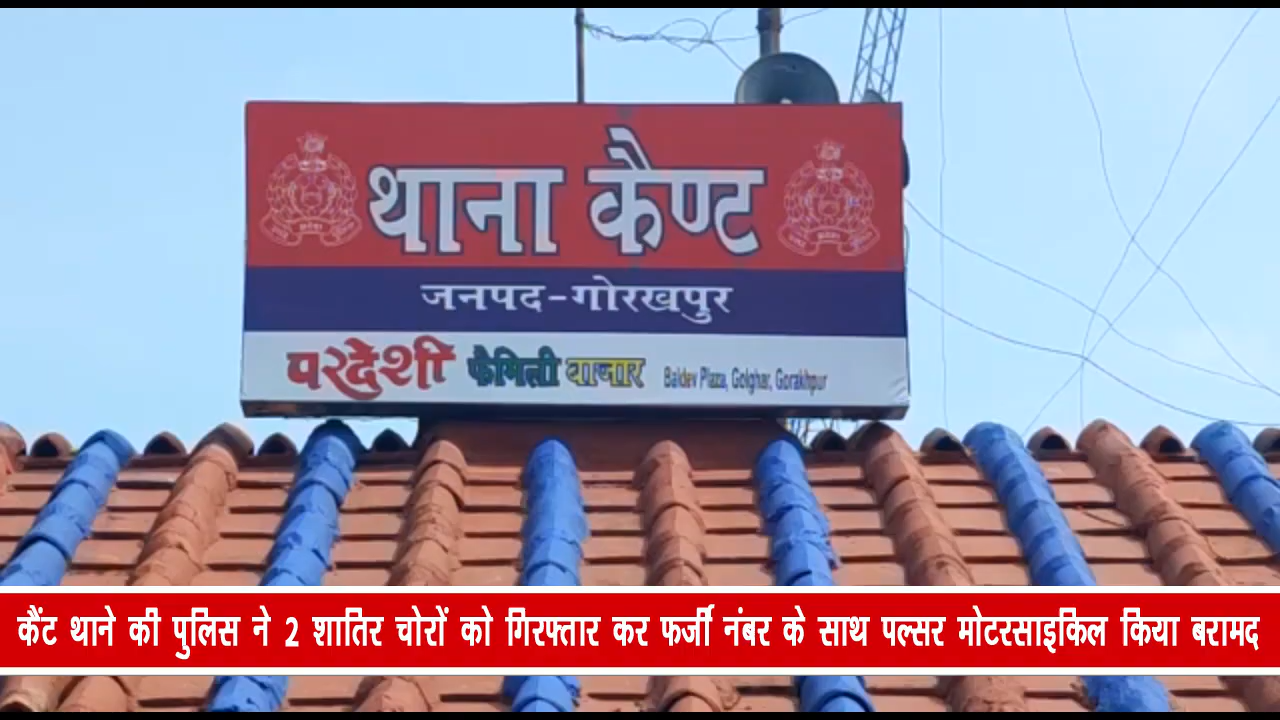 थाना कैण्ट
जनपद-गोरखपुर
परदेशी फैमिली बाजार Baldev Plaza, Golghar, Gorakhpur
कैंट थाने की पुलिस ने 2 शातिर चोरों को गिरफ्तार कर फर्जी नंबर के साथ पल्सर मोटरसाइकिल किया बरामद